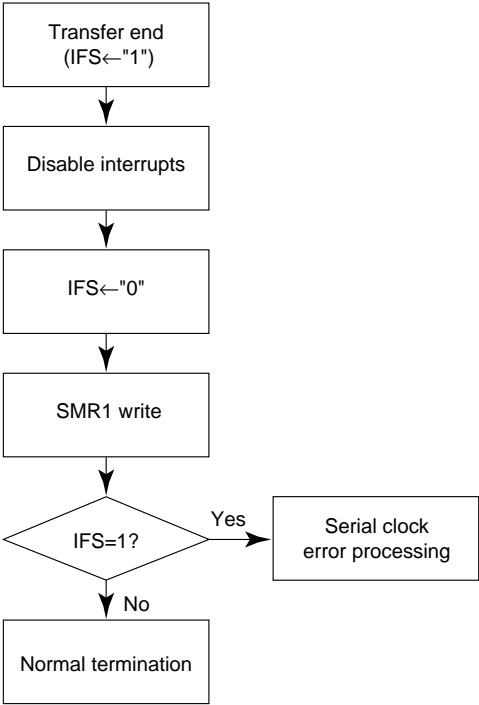 Transfer end
(IFS←"1")
Disable interrupts
IFS←"0"
SMR1 write
IFS=1?
Yes
Serial clock
error processing
No
Normal termination